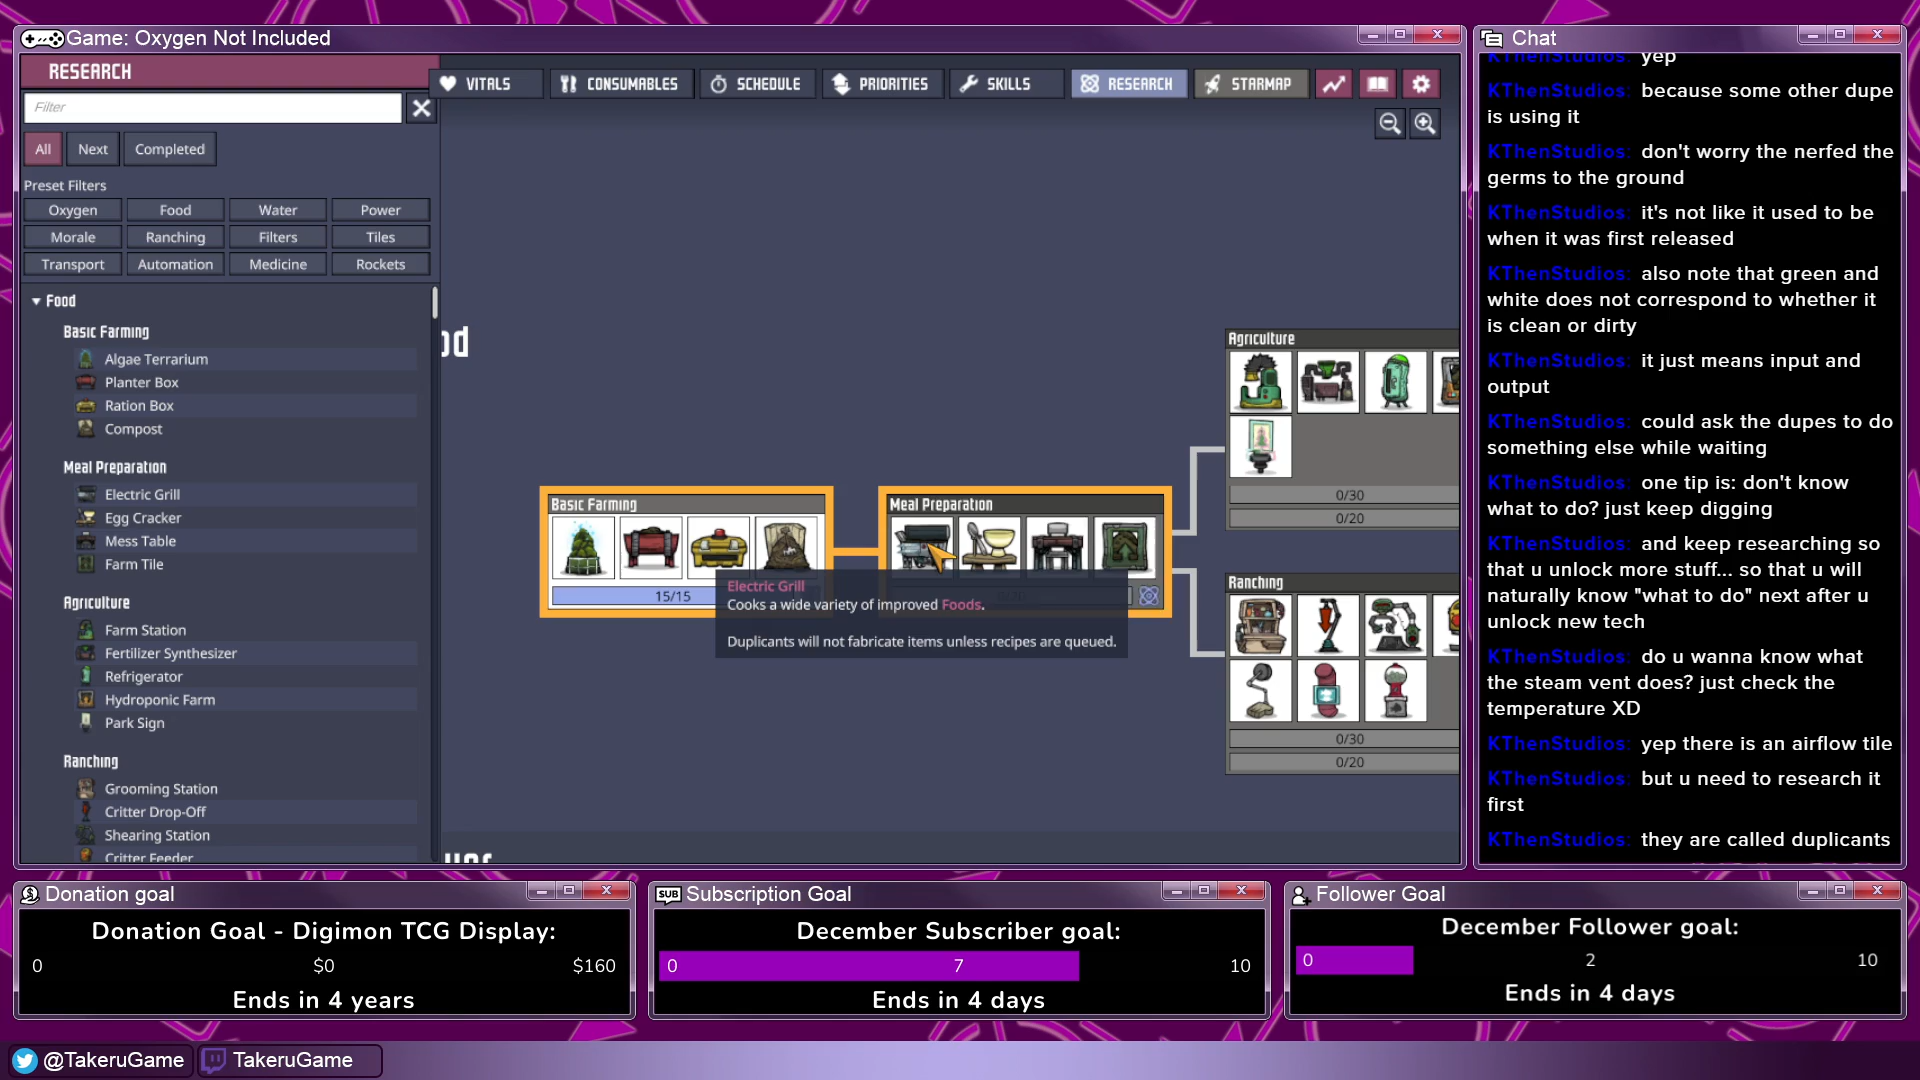 Game: Oxygen Not Included
RESEARCH
Filter
All
Next
Completed
Preset Filters
Oxygen
Food
Water
Power
Morale
Ranching
Filters
Tiles
Transport
Automation
Medicine
Rockets
Food
Basic Farming
Algae Terrarium
Planter Box
Ration Box
Compost
Meal Preparation
Electric Grill
Egg Cracker
Mess Table
Farm Tile
Agriculture
Farm Station
Fertilizer Synthesizer
Refrigerator
Hydroponic Farm
Park Sign
Ranching
Grooming Station
Critter Drop-Off
Shearing Station
Critter Feeder
VITALS
CONSUMABLES
SCHEDULE
PRIORITIES
SKILLS
RESEARCH
STARMAP
od
Basic Farming
15/15
Meal Preparation
Electric Grill
Cooks a wide variety of improved Foods.
Duplicants will not fabricate items unless recipes are queued.
Agriculture
0/30
0/20
Ranching
0/30
0/20
Chat
KThenStudios: yep
KThenStudios: because some other dupe
is using it
KThenStudios: don't worry the nerfed the
germs to the ground
KThenStudios: it's not like it used to be
when it was first released
KThenStudios: also note that green and
white does not correspond to whether it
is clean or dirty
KThenStudios: it just means input and
output
KThenStudios: could ask the dupes to do
something else while waiting
KThenStudios: one tip is: don't know
what to do? just keep digging
KThenStudios: and keep researching so
that u unlock more stuff... so that u will
naturally know "what to do" next after u
unlock new tech
KThenStudios: do u wanna know what
the steam vent does? just check the
temperature XD
KThenStudios: yep there is an airflow tile
KThenStudios: but u need to research it
first
KThenStudios: they are called duplicants
Donation goal
Donation Goal - Digimon TCG Display:
0 $0 $160
Ends in 4 years
SUB Subscription Goal
December Subscriber goal:
0 7 10
Ends in 4 days
Follower Goal
December Follower goal:
0 2 10
Ends in 4 days
@TakeruGame
TakeruGame